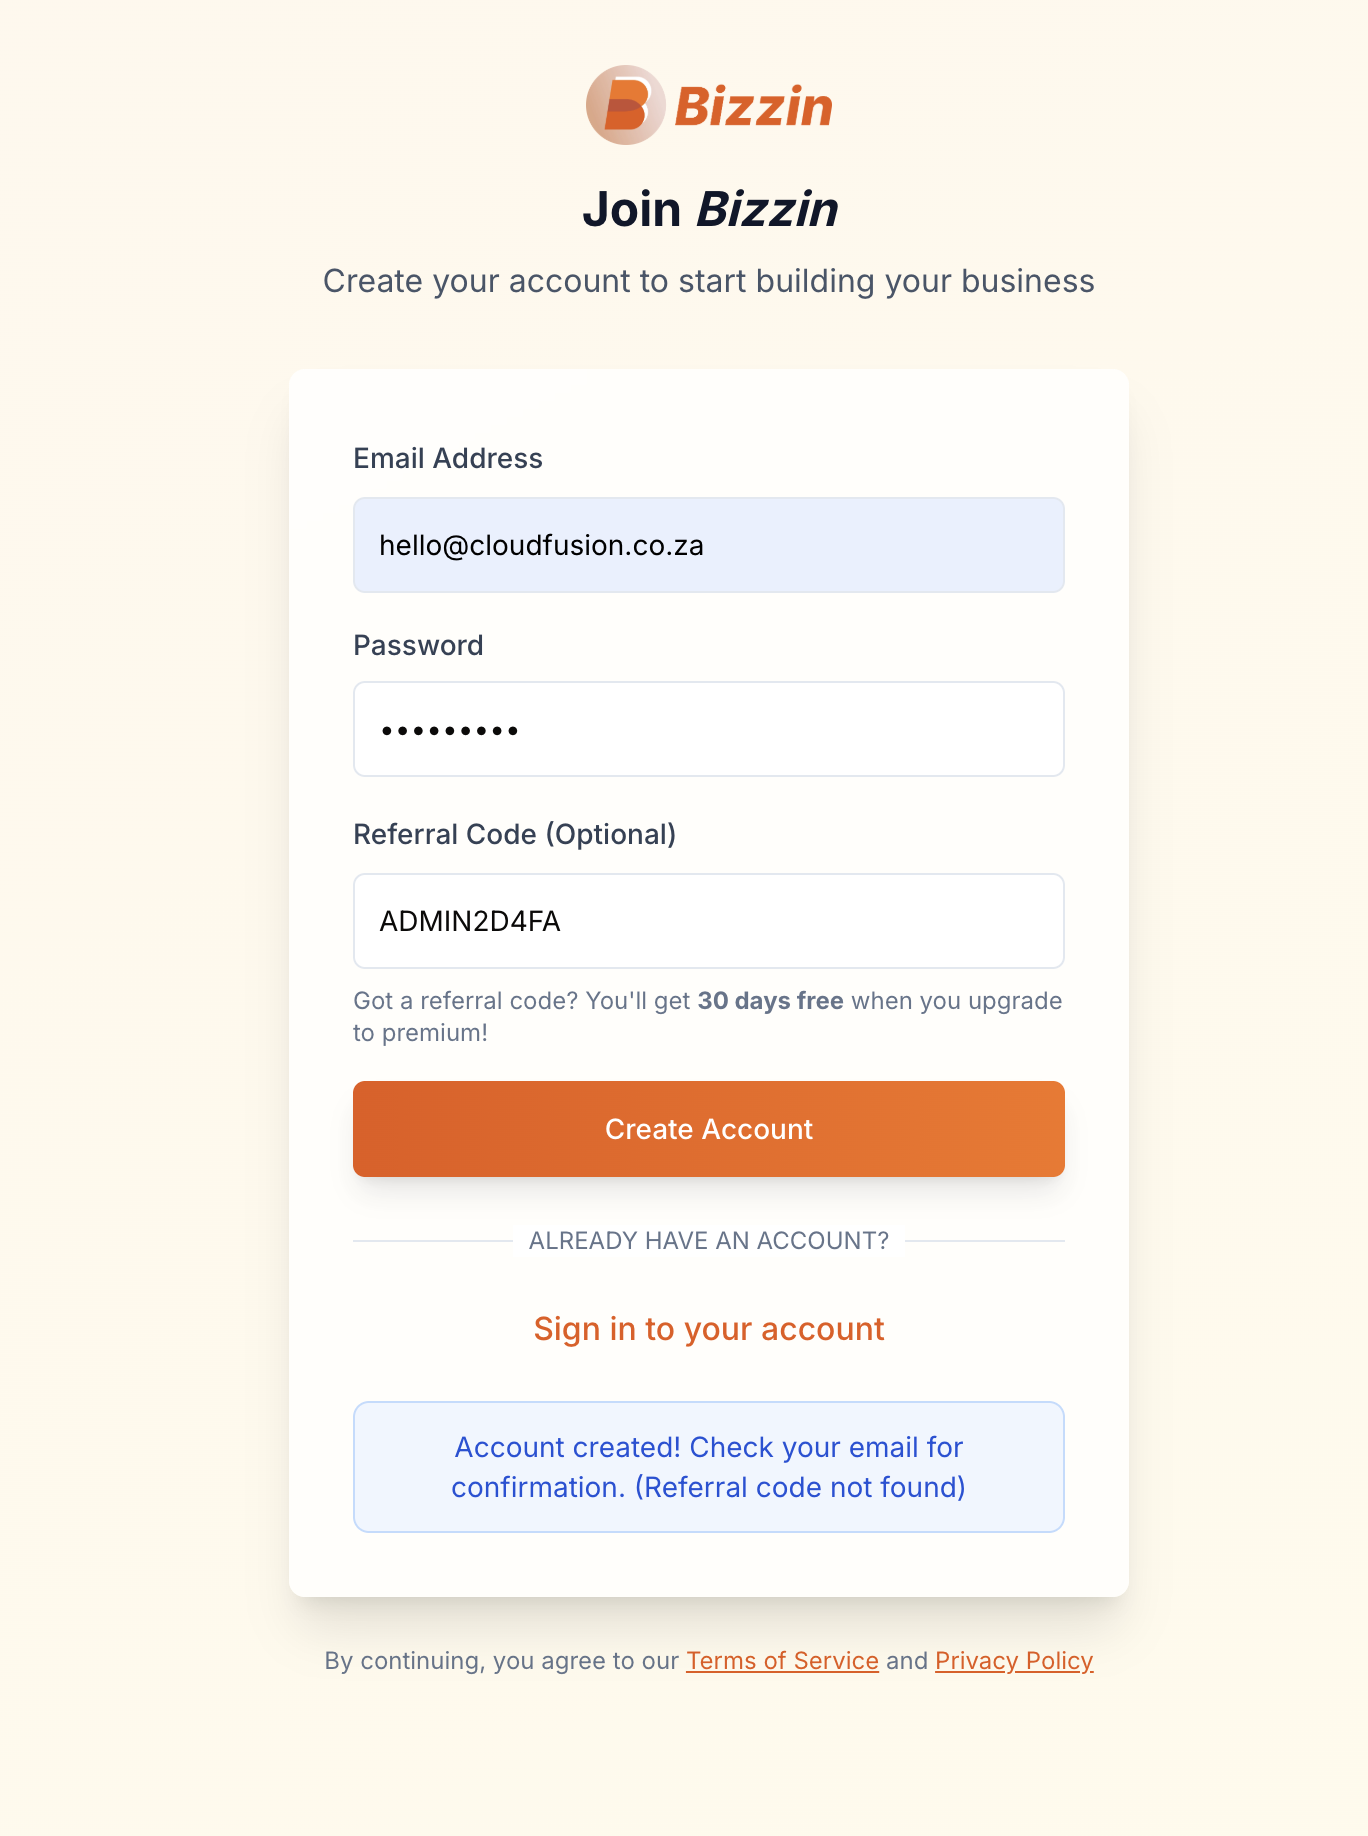 Bizzin
Join Bizzin
Create your account to start building your business
Email Address
hello@cloudfusion.co.za
Password
•••••••••
Referral Code (Optional)
ADMIN2D4FA
Got a referral code? You'll get 30 days free when you upgrade
to premium!
Create Account
ALREADY HAVE AN ACCOUNT?
Sign in to your account
Account created! Check your email for
confirmation. (Referral code not found)
By continuing, you agree to our Terms of Service and Privacy Policy